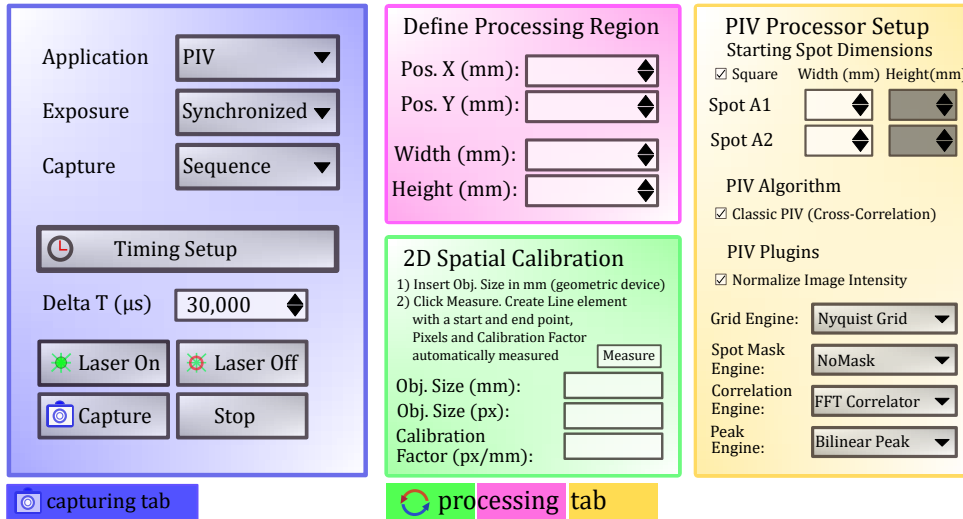 Application PIV
Exposure Synchronized
Capture Sequence
Timing Setup
Delta T (µs) 30,000
Laser On Laser Off
Capture Stop
capturing tab
Define Processing Region
Pos. X (mm):
Pos. Y (mm):
Width (mm):
Height (mm):
2D Spatial Calibration
1) Insert Obj. Size in mm (geometric device)
2) Click Measure. Create Line element
with a start and end point,
Pixels and Calibration Factor
automatically measured Measure
Obj. Size (mm):
Obj. Size (px):
Calibration
Factor (px/mm):
processing tab
PIV Processor Setup
Starting Spot Dimensions
Square Width (mm) Height(mm)
Spot A1
Spot A2
PIV Algorithm
Classic PIV (Cross-Correlation)
PIV Plugins
Normalize Image Intensity
Grid Engine: Nyquist Grid
Spot Mask
Engine: NoMask
Correlation
Engine: FFT Correlator
Peak
Engine: Bilinear Peak